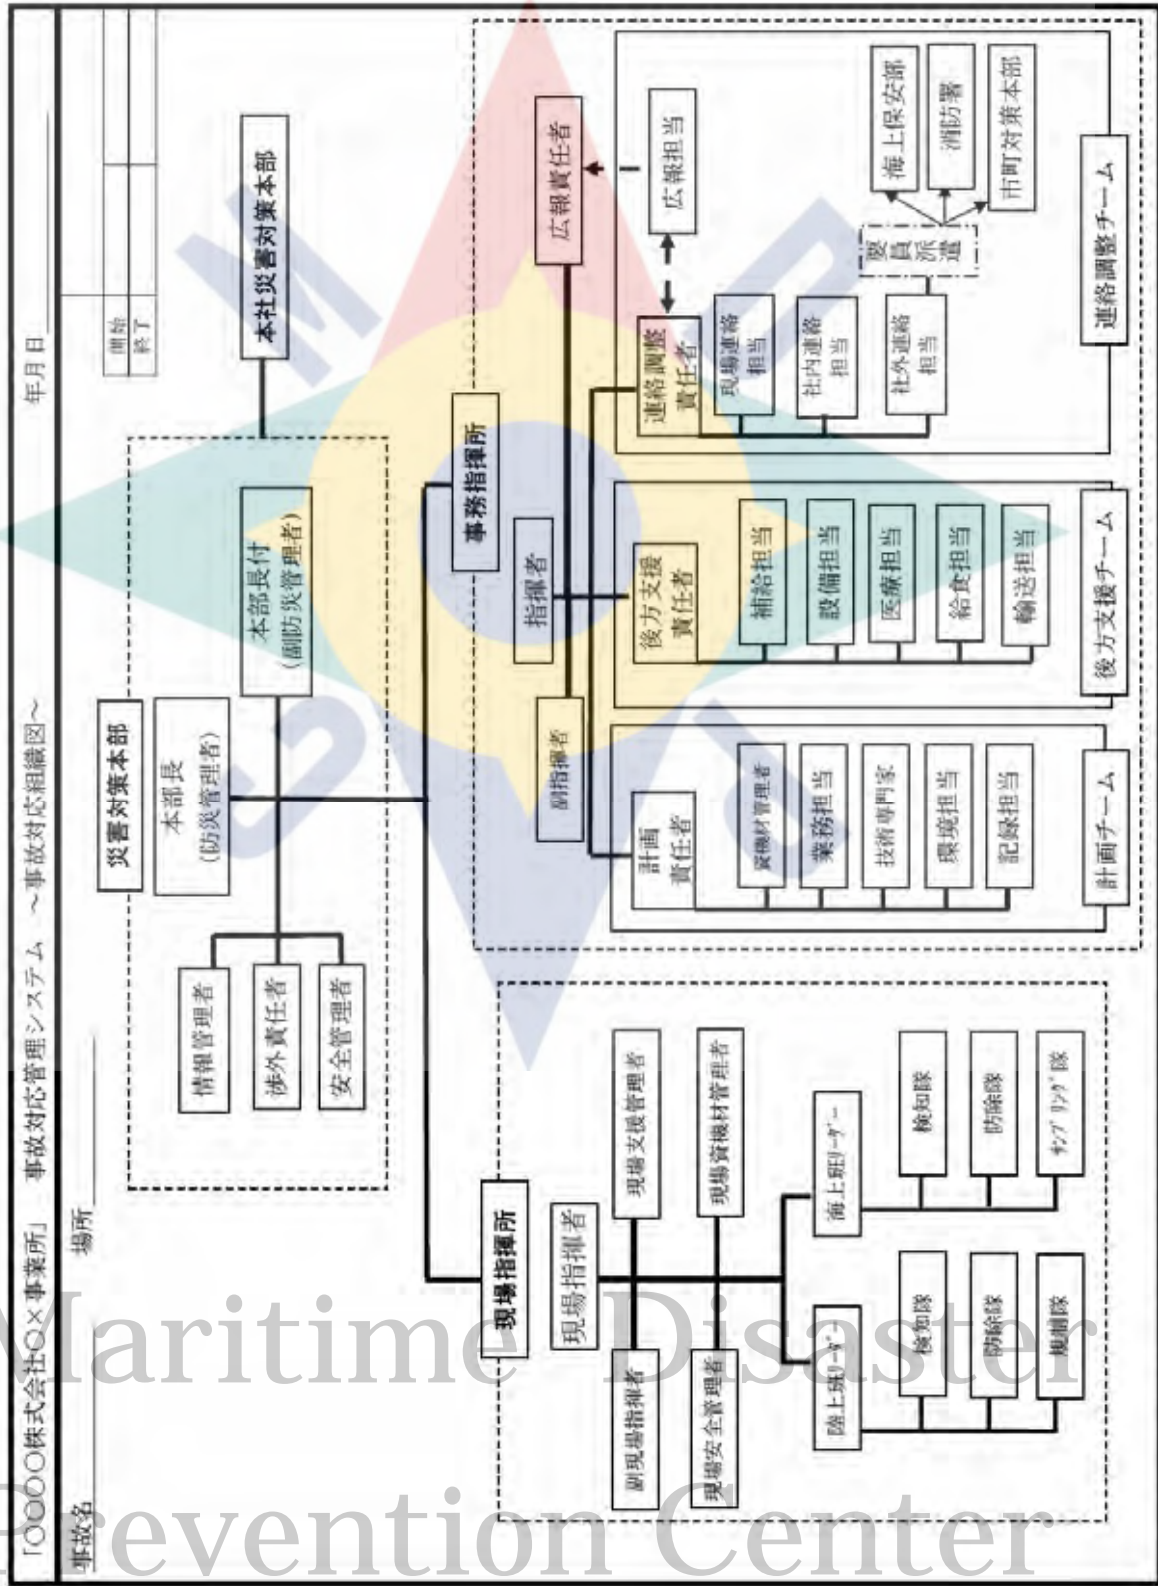 「○○○○株式会社○×事業所」 事故対応管理システム ～事故対応組織図～
年月日
事故名
場所
開始
終了
災害対策本部
本部長
(防災管理者)
本部長付
(副防災管理者)
本社災害対策本部
情報管理者
渉外責任者
安全管理者
現場指揮所
現場指揮者
副現場指揮者
現場支援管理者
現場安全管理者
現場資機材管理者
陸上班ﾘｰﾀﾞｰ
検知隊
防除隊
規制隊
海上班ﾘｰﾀﾞｰ
検知隊
防除隊
ｻﾝﾌﾟﾘﾝｸﾞ隊
事務指揮所
指揮者
副指揮者
広報責任者
計画
責任者
資機材管理者
業務担当
技術専門家
環境担当
記録担当
計画チーム
後方支援
責任者
補給担当
設備担当
医療担当
給食担当
輸送担当
後方支援チーム
連絡調整
責任者
広報担当
現場連絡
担当
社内連絡
担当
社外連絡
担当
要員派遣
海上保安部
消防署
市町対策本部
連絡調整チーム
Maritime Disaster
Prevention Center
M
D
P
C